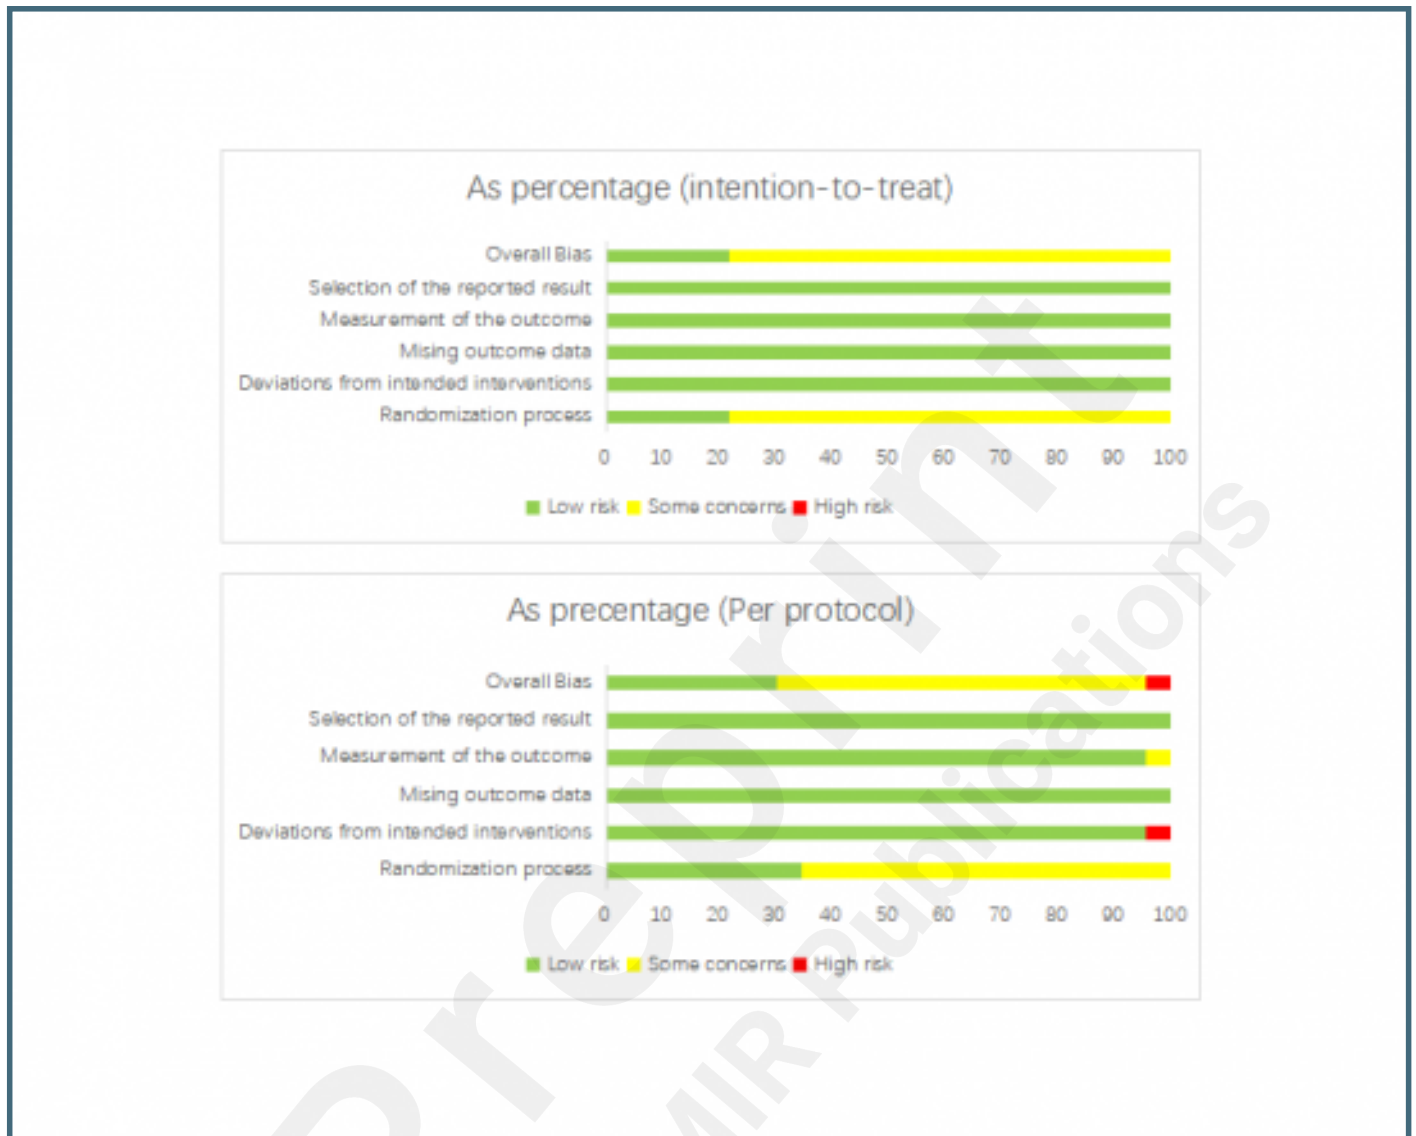 As percentage (intention-to-treat)
Overall Bias
Selection of the reported result
Measurement of the outcome
Mising outcome data
Deviations from intended interventions
Randomization process
0 10 20 30 40 50 60 70 80 90 100
Low risk Some concerns High risk
As precentage (Per protocol)
Overall Bias
Selection of the reported result
Measurement of the outcome
Mising outcome data
Deviations from intended interventions
Randomization process
0 10 20 30 40 50 60 70 80 90 100
Low risk Some concerns High risk
Preprint
MIR Publications